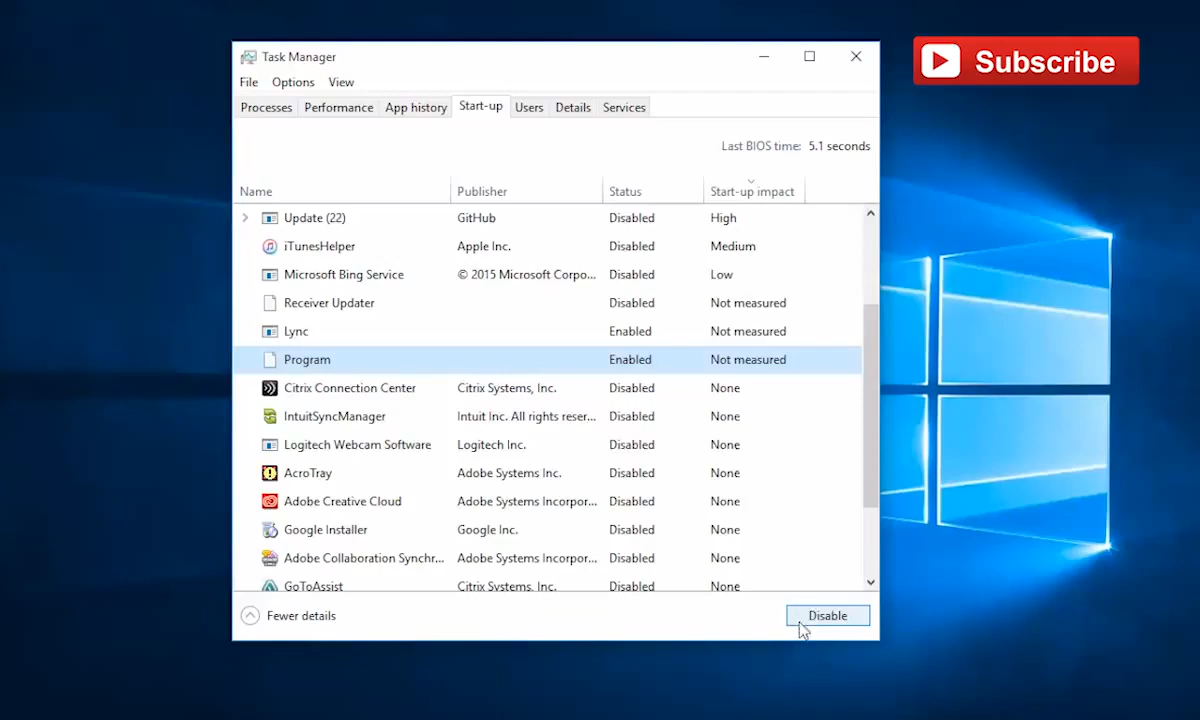 Task Manager
Subscribe
File Options View
Processes Performance App history Start-up Users Details Services
Last BIOS time: 5.1 seconds
Name Publisher Status Start-up impact
Update (22) GitHub Disabled High
iTunesHelper Apple Inc. Disabled Medium
Microsoft Bing Service © 2015 Microsoft Corpo... Disabled Low
Receiver Updater Disabled Not measured
Lync Enabled Not measured
Program Enabled Not measured
Citrix Connection Center Citrix Systems, Inc. Disabled None
IntuitSyncManager Intuit Inc. All rights reser... Disabled None
Logitech Webcam Software Logitech Inc. Disabled None
AcroTray Adobe Systems Inc. Disabled None
Adobe Creative Cloud Adobe Systems Incorpor... Disabled None
Google Installer Google Inc. Disabled None
Adobe Collaboration Synchr... Adobe Systems Incorpor... Disabled None
GoToAssist Citrix Systems, Inc. Disabled None
Fewer details Disable